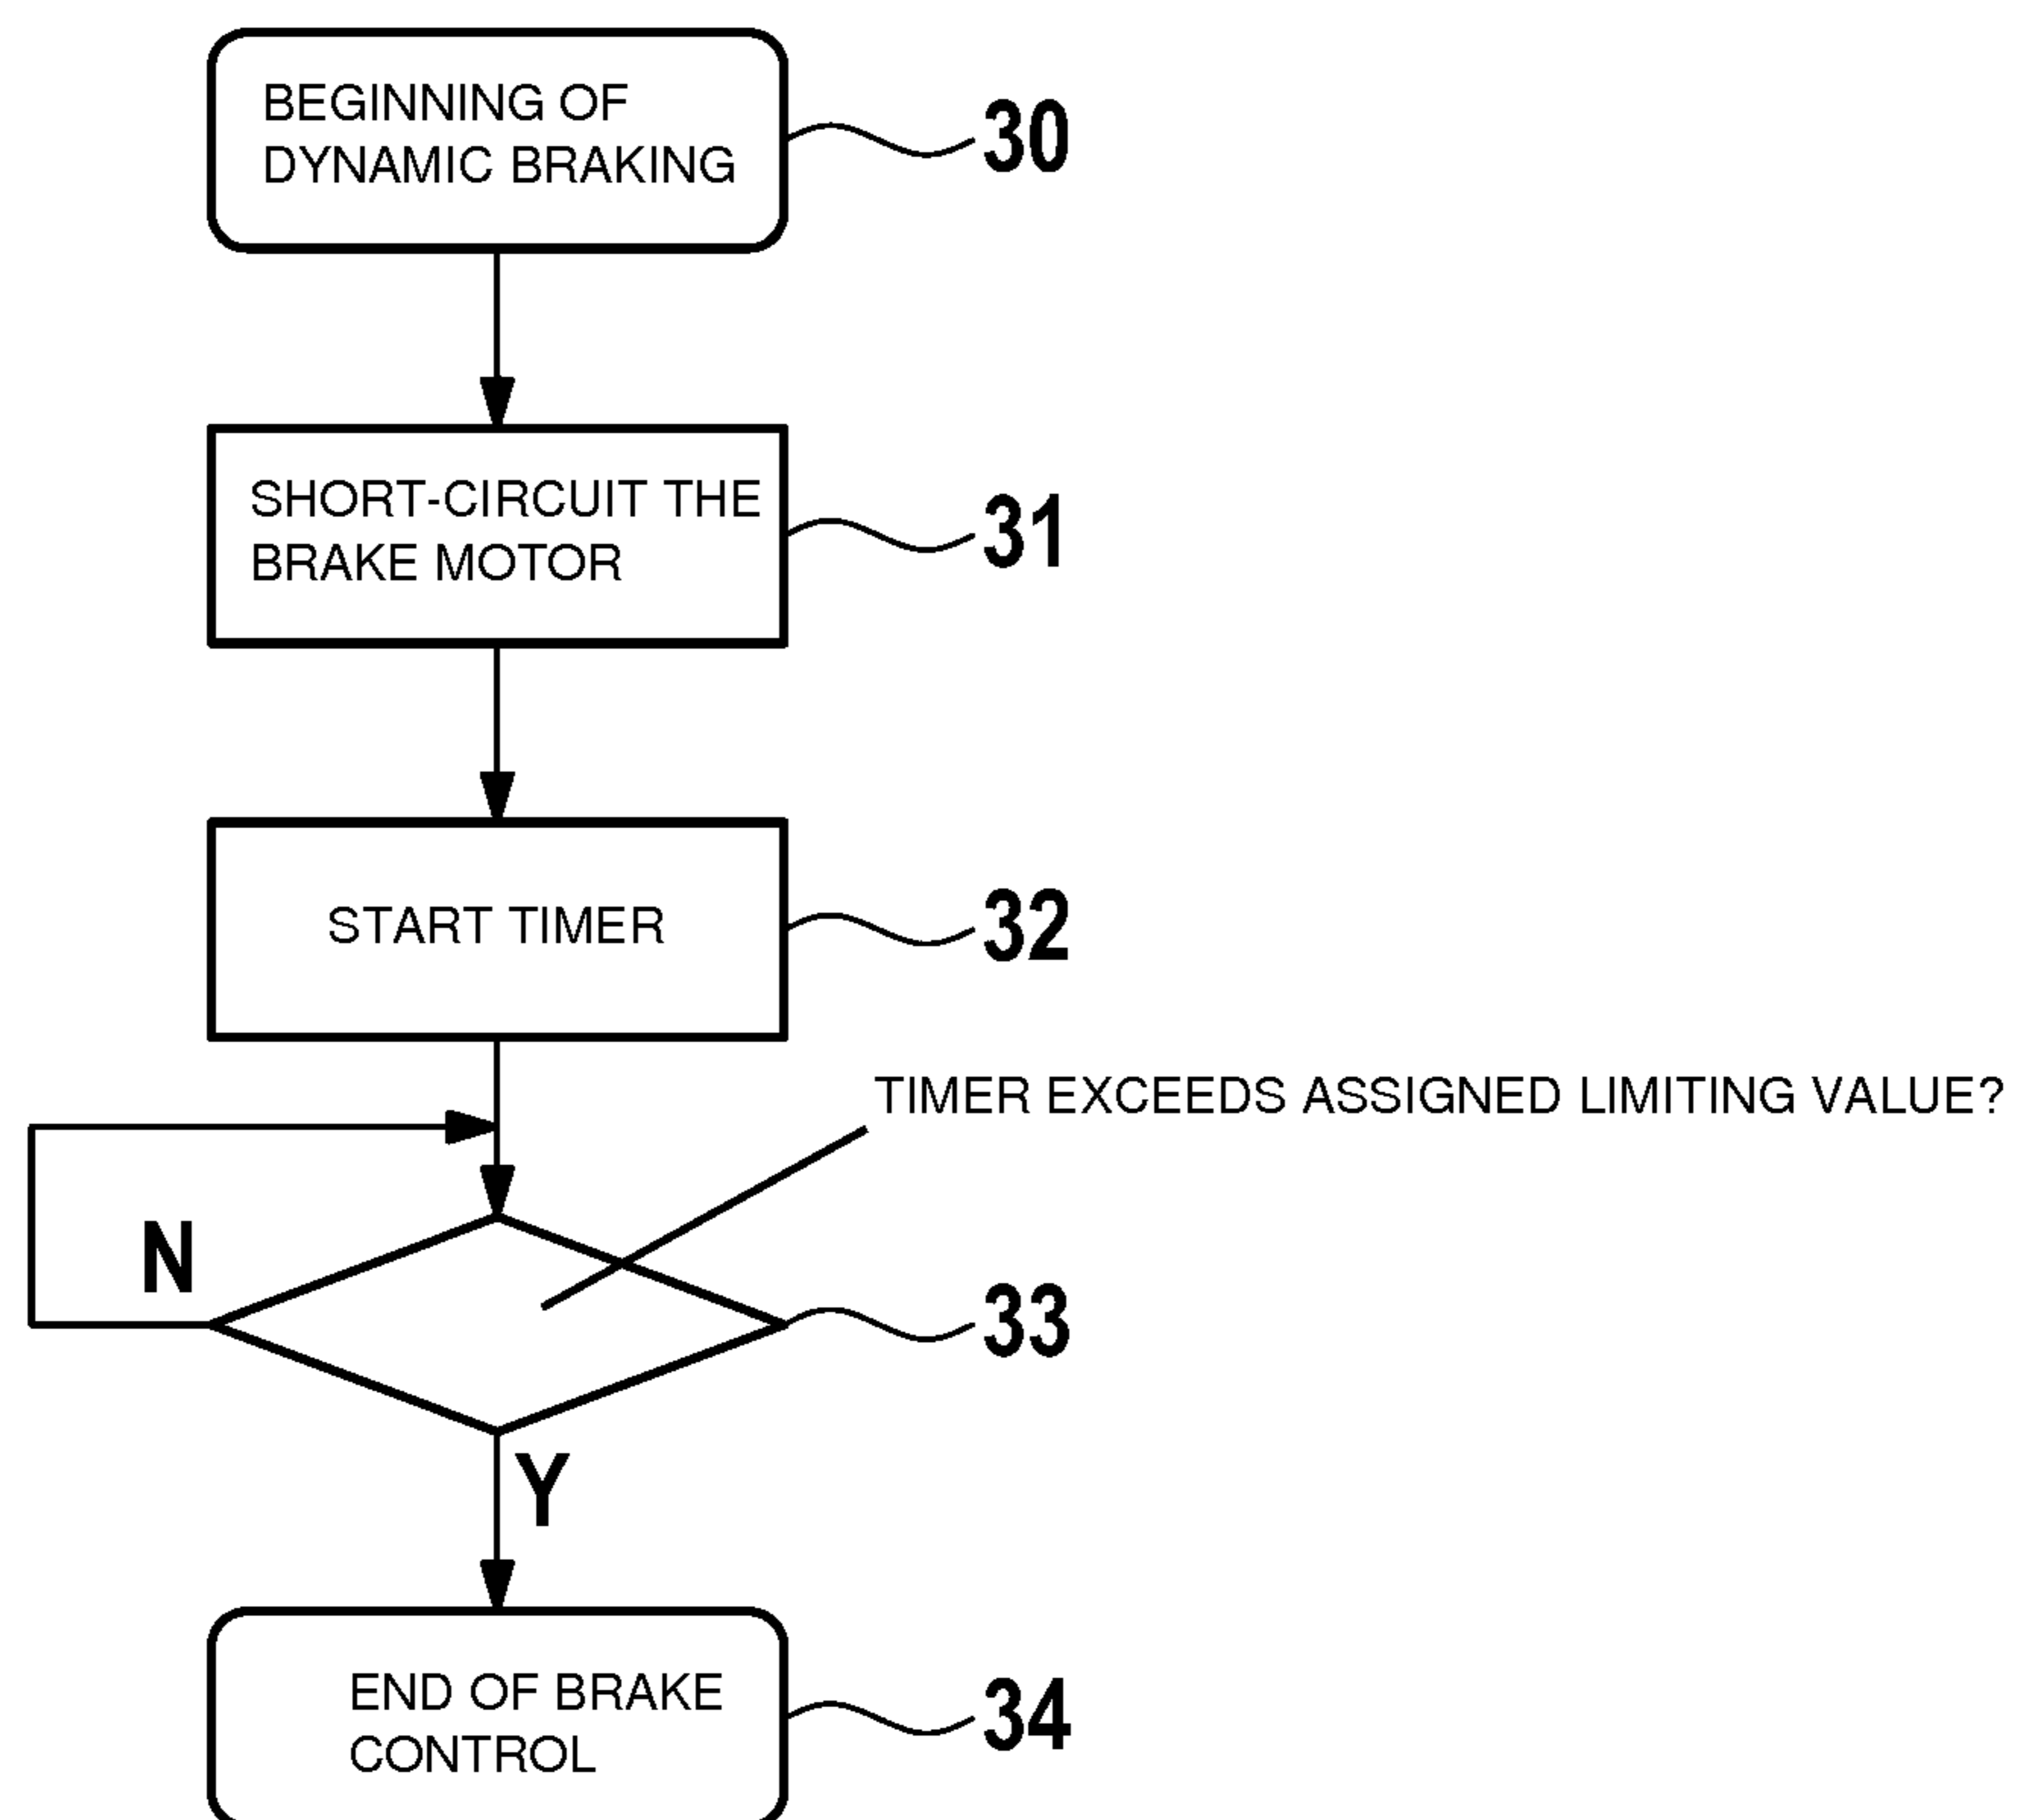 BEGINNING OF
DYNAMIC BRAKING
30
SHORT-CIRCUIT THE
BRAKE MOTOR
31
START TIMER
32
TIMER EXCEEDS ASSIGNED LIMITING VALUE?
N
33
Y
END OF BRAKE
CONTROL
34